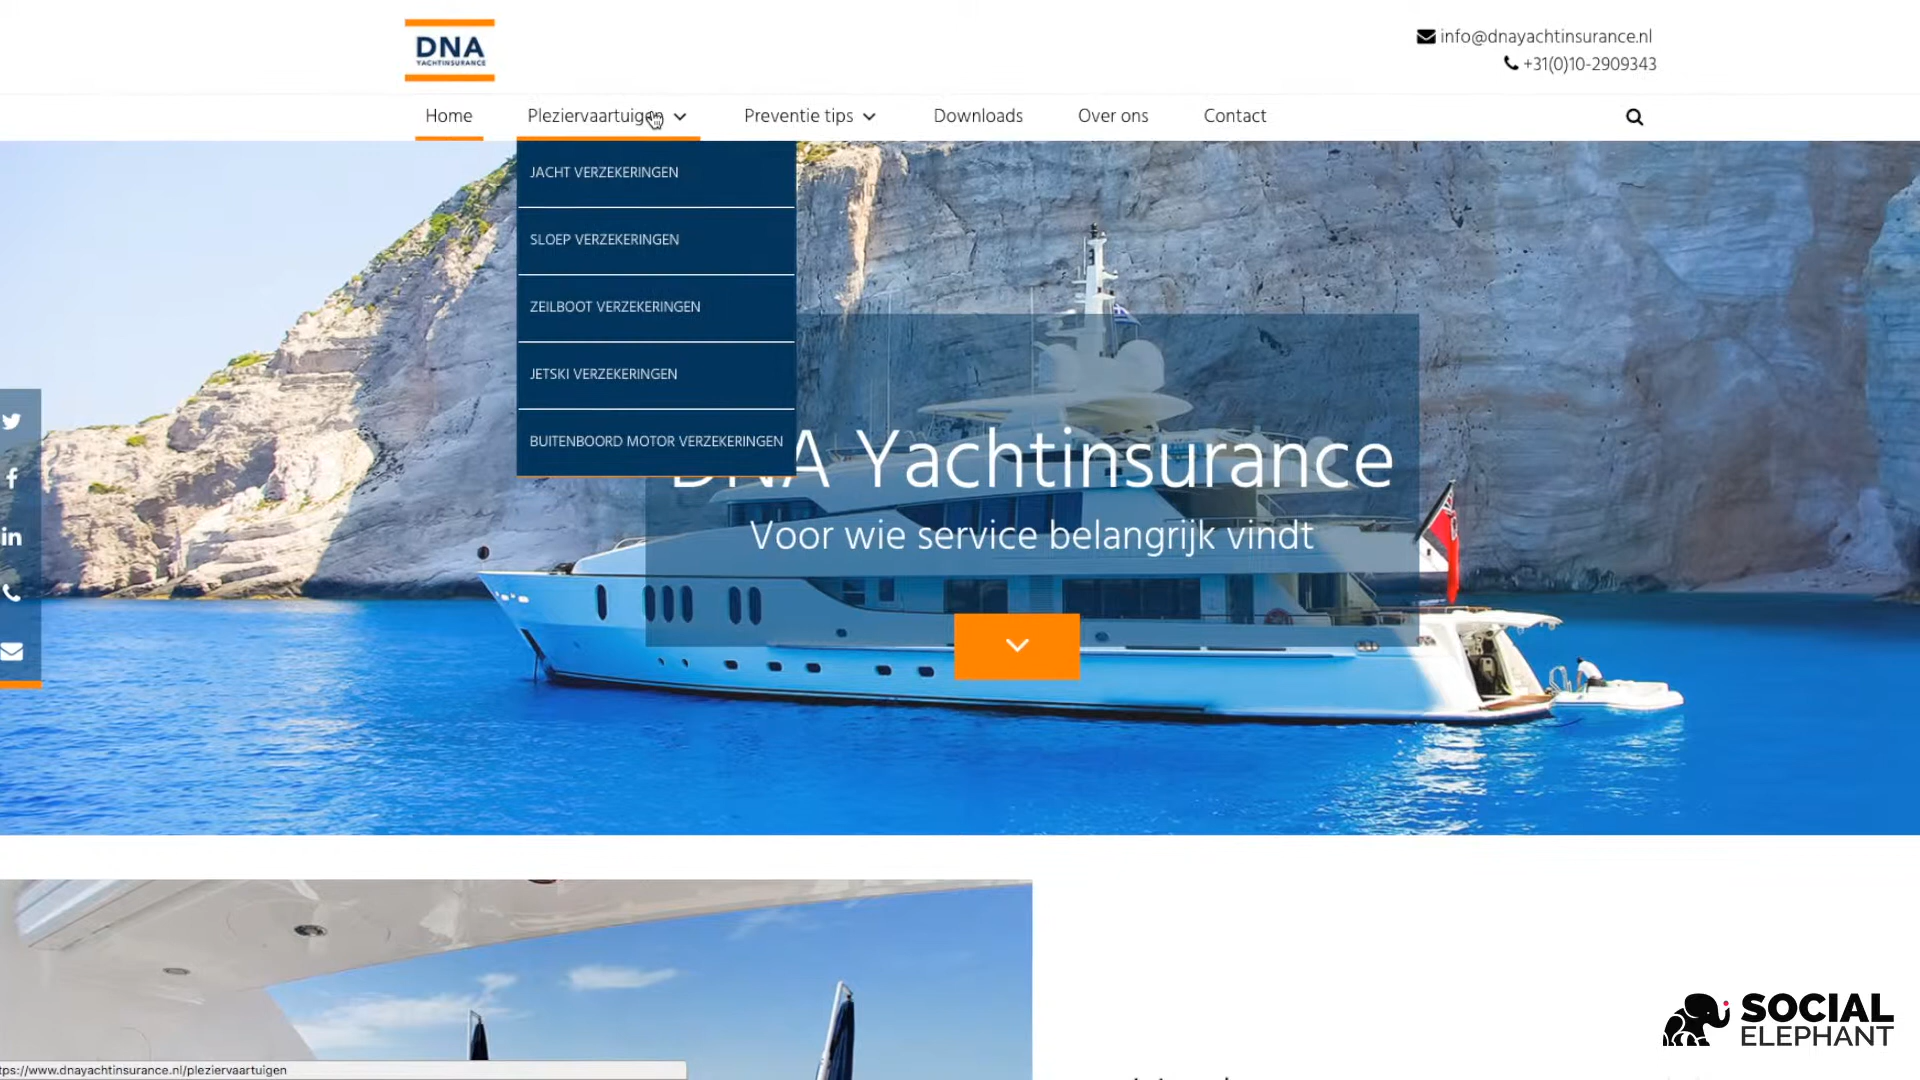 DNA
YACHTINSURANCE
info@dnayachtinsurance.nl
+31(0)10-2909343
Home
Preventie tips
Downloads
Over ons
Contact
JACHT VERZEKERINGEN
SLOEP VERZEKERINGEN
ZEILBOOT VERZEKERINGEN
JETSKI VERZEKERINGEN
BUITENBOORD MOTOR VERZEKERINGEN
DNA Yachtinsurance
Voor wie service belangrijk vindt
tps://www.dnayachtinsurance.nl/pleziervaartuigen
SOCIAL
ELEPHANT